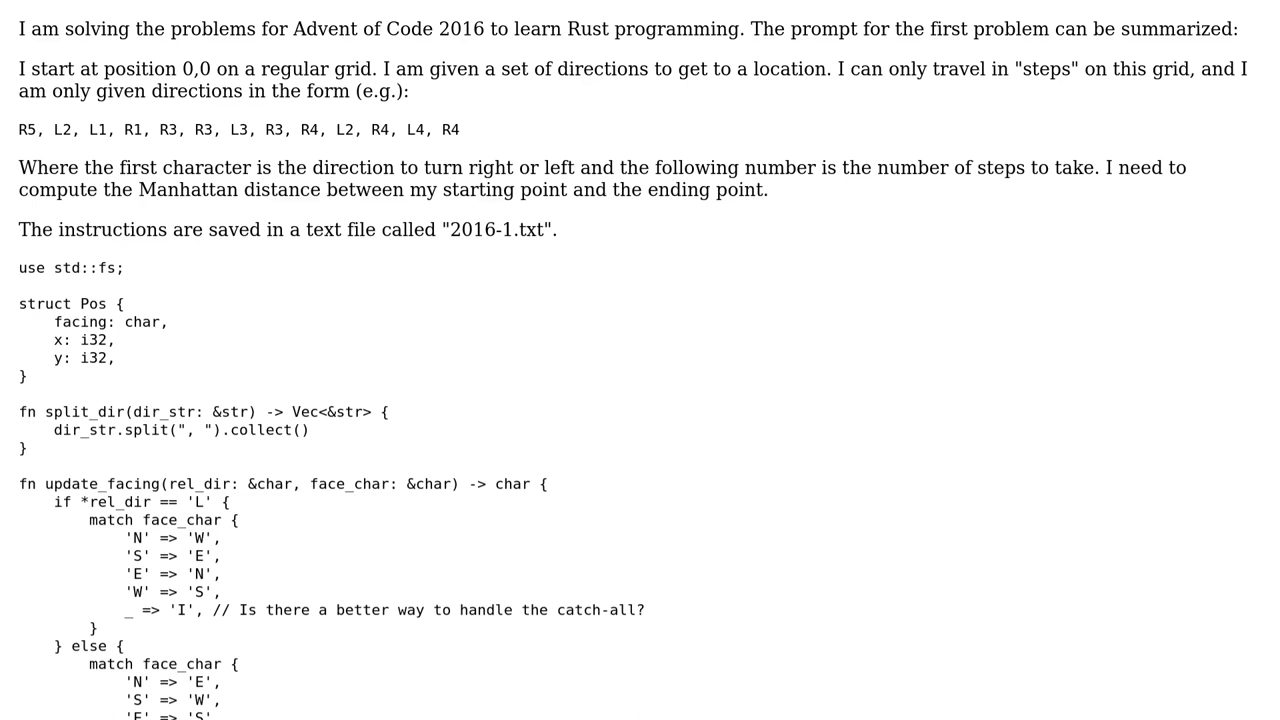 I am solving the problems for Advent of Code 2016 to learn Rust programming. The prompt for the first problem can be summarized:
I start at position 0,0 on a regular grid. I am given a set of directions to get to a location. I can only travel in "steps" on this grid, and I
am only given directions in the form (e.g.):
R5, L2, L1, R1, R3, R3, L3, R3, R4, L2, R4, L4, R4
Where the first character is the direction to turn right or left and the following number is the number of steps to take. I need to
compute the Manhattan distance between my starting point and the ending point.
The instructions are saved in a text file called "2016-1.txt".
use std::fs;
struct Pos {
    facing: char,
    x: i32,
    y: i32,
}
fn split_dir(dir_str: &str) -> Vec<&str> {
    dir_str.split(", ").collect()
}
fn update_facing(rel_dir: &char, face_char: &char) -> char {
    if *rel_dir == 'L' {
        match face_char {
            'N' => 'W',
            'S' => 'E',
            'E' => 'N',
            'W' => 'S',
            _ => 'I', // Is there a better way to handle the catch-all?
        }
    } else {
        match face_char {
            'N' => 'E',
            'S' => 'W',
            'E' => 'S'